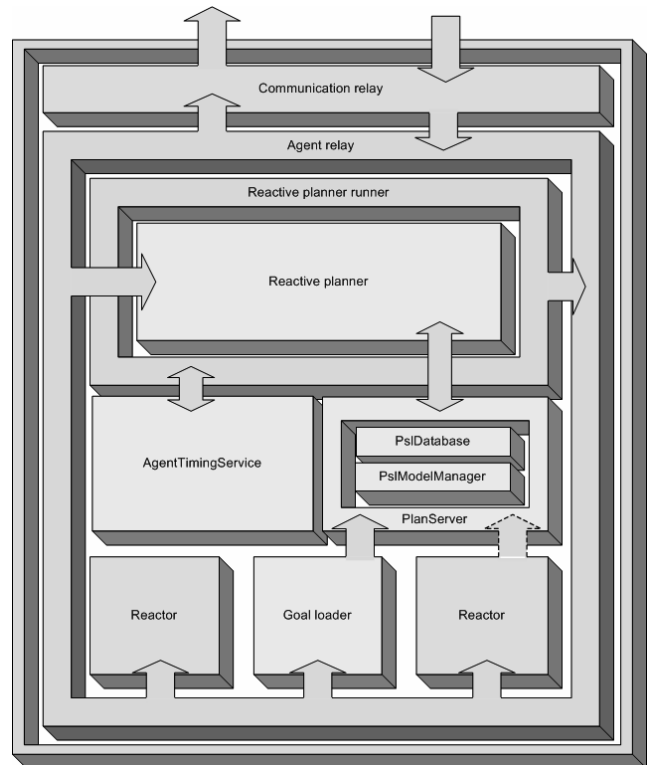 Communication relay
Agent relay
Reactive planner runner
Reactive planner
AgentTimingService
PslDatabase
PslModelManager
PlanServer
Reactor
Goal loader
Reactor